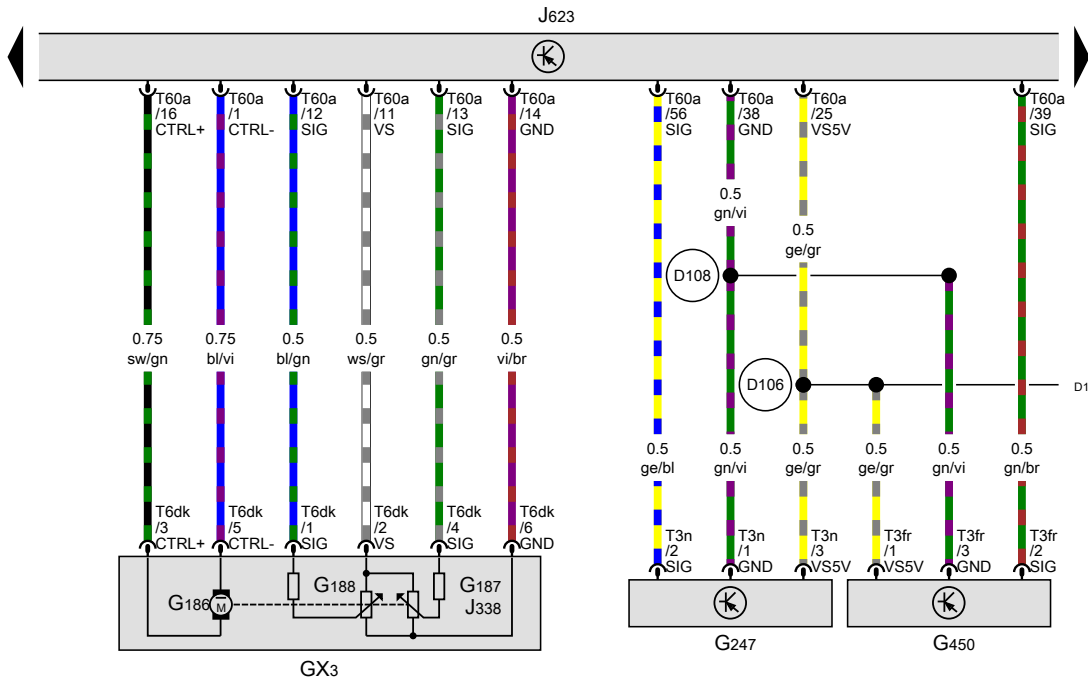 J623
T60a
/16
CTRL+
T60a
/1
CTRL-
T60a
/12
SIG
T60a
/11
VS
T60a
/13
SIG
T60a
/14
GND
T60a
/56
SIG
T60a
/38
GND
T60a
/25
VS5V
T60a
/39
SIG
0.5
gn/vi
0.5
ge/gr
D108
0.75
sw/gn
0.75
bl/vi
0.5
bl/gn
0.5
ws/gr
0.5
gn/gr
0.5
vi/br
D106
D1
0.5
ge/bl
0.5
gn/vi
0.5
ge/gr
0.5
ge/gr
0.5
gn/vi
0.5
gn/br
T6dk
/3
CTRL+
T6dk
/5
CTRL-
T6dk
/1
SIG
T6dk
/2
VS
T6dk
/4
SIG
T6dk
/6
GND
T3n
/2
SIG
T3n
/1
GND
T3n
/3
VS5V
T3fr
/1
VS5V
T3fr
/3
GND
T3fr
/2
SIG
G186
M
G188
G187
J338
GX3
G247
G450